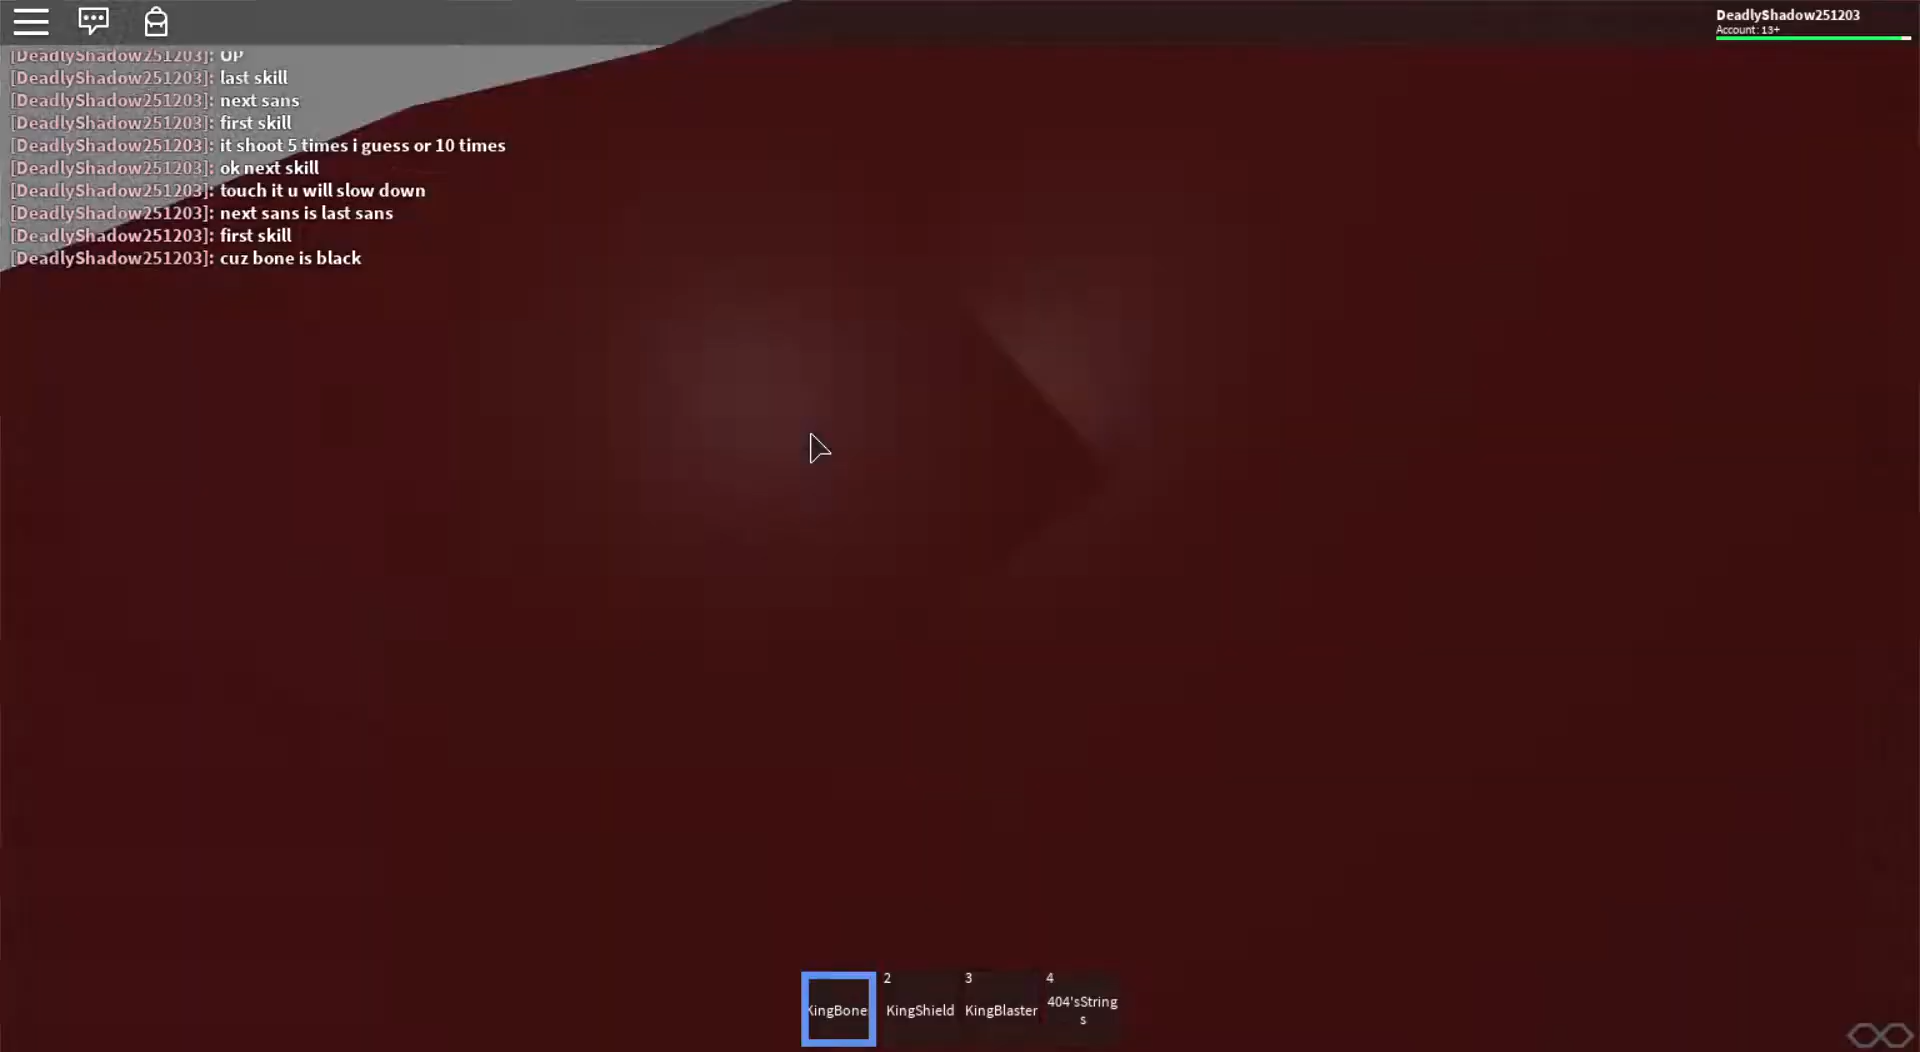 DeadlyShadow251203
Account: 13+
[DeadlyShadow251203]: OP
[DeadlyShadow251203]: last skill
[DeadlyShadow251203]: next sans
[DeadlyShadow251203]: first skill
[DeadlyShadow251203]: it shoot 5 times i guess or 10 times
[DeadlyShadow251203]: ok next skill
[DeadlyShadow251203]: touch it u will slow down
[DeadlyShadow251203]: next sans is last sans
[DeadlyShadow251203]: first skill
[DeadlyShadow251203]: cuz bone is black
KingBone
2
KingShield
3
KingBlaster
4
404'sString
s